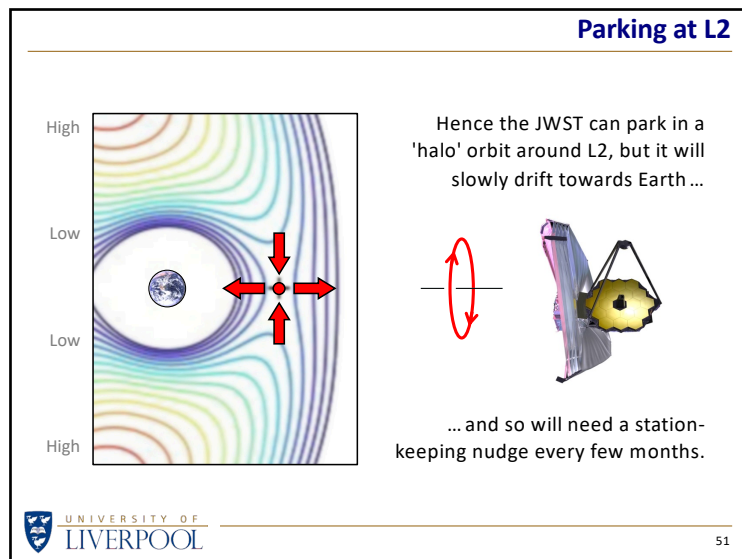 Parking at L2
High
Low
Low
High
Hence the JWST can park in a
'halo' orbit around L2, but it will
slowly drift towards Earth ...
... and so will need a station-
keeping nudge every few months.
UNIVERSITY OF
LIVERPOOL
51